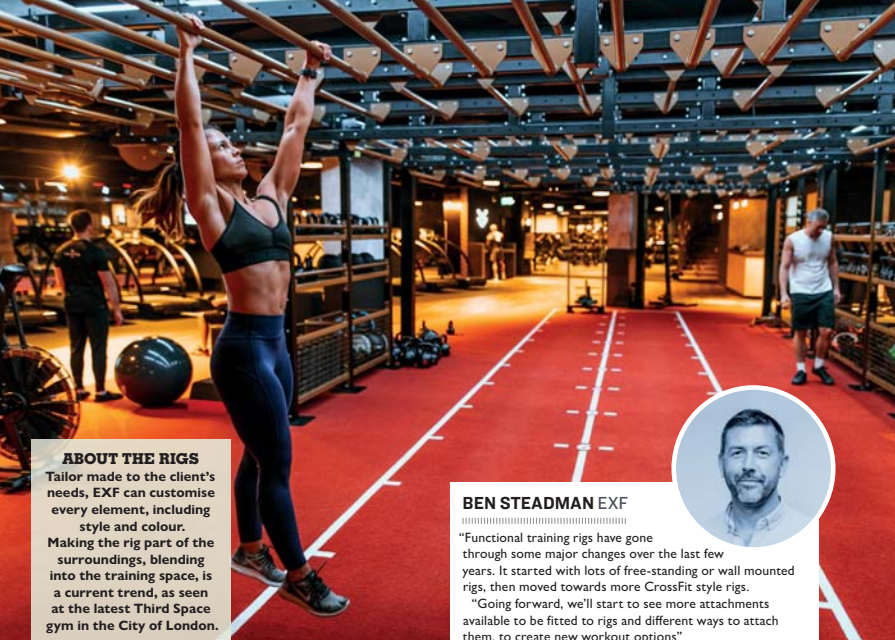 ABOUT THE RIGS
Tailor made to the client's
needs, EXF can customise
every element, including
style and colour.
Making the rig part of the
surroundings, blending
into the training space, is
a current trend, as seen
at the latest Third Space
gym in the City of London.
BEN STEADMAN EXF
"Functional training rigs have gone
through some major changes over the last few
years. It started with lots of free-standing or wall mounted
rigs, then moved towards more CrossFit style rigs.
"Going forward, we'll start to see more attachments
available to be fitted to rigs and different ways to attach
them, to create new workout options"